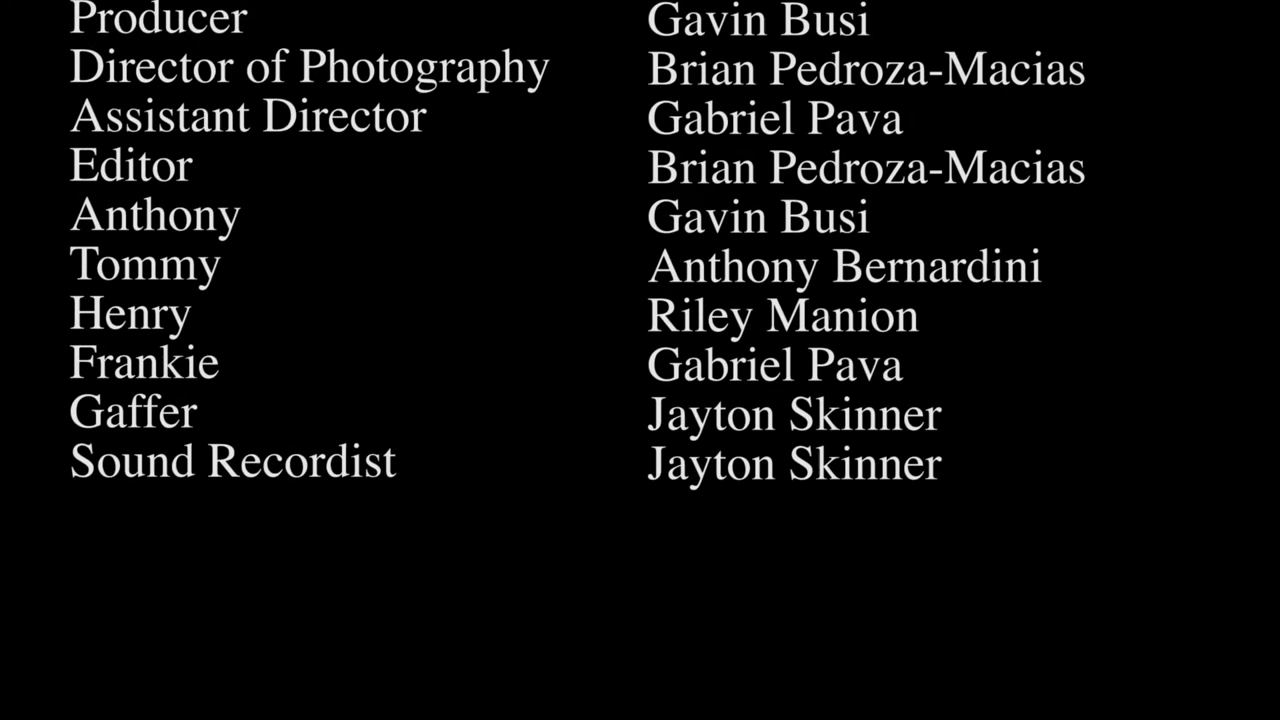 Producer Gavin Busi
Director of Photography Brian Pedroza-Macias
Assistant Director Gabriel Pava
Editor Brian Pedroza-Macias
Anthony Gavin Busi
Tommy Anthony Bernardini
Henry Riley Manion
Frankie Gabriel Pava
Gaffer Jayton Skinner
Sound Recordist Jayton Skinner